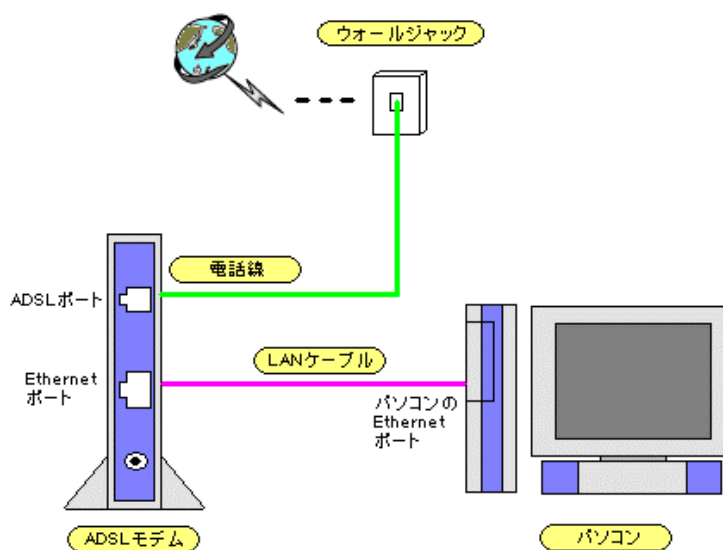 ウォールジャック
電話線
ADSLポート
LANケーブル
Ethernet
ポート
パソコンの
Ethernet
ポート
ADSLモデム
パソコン